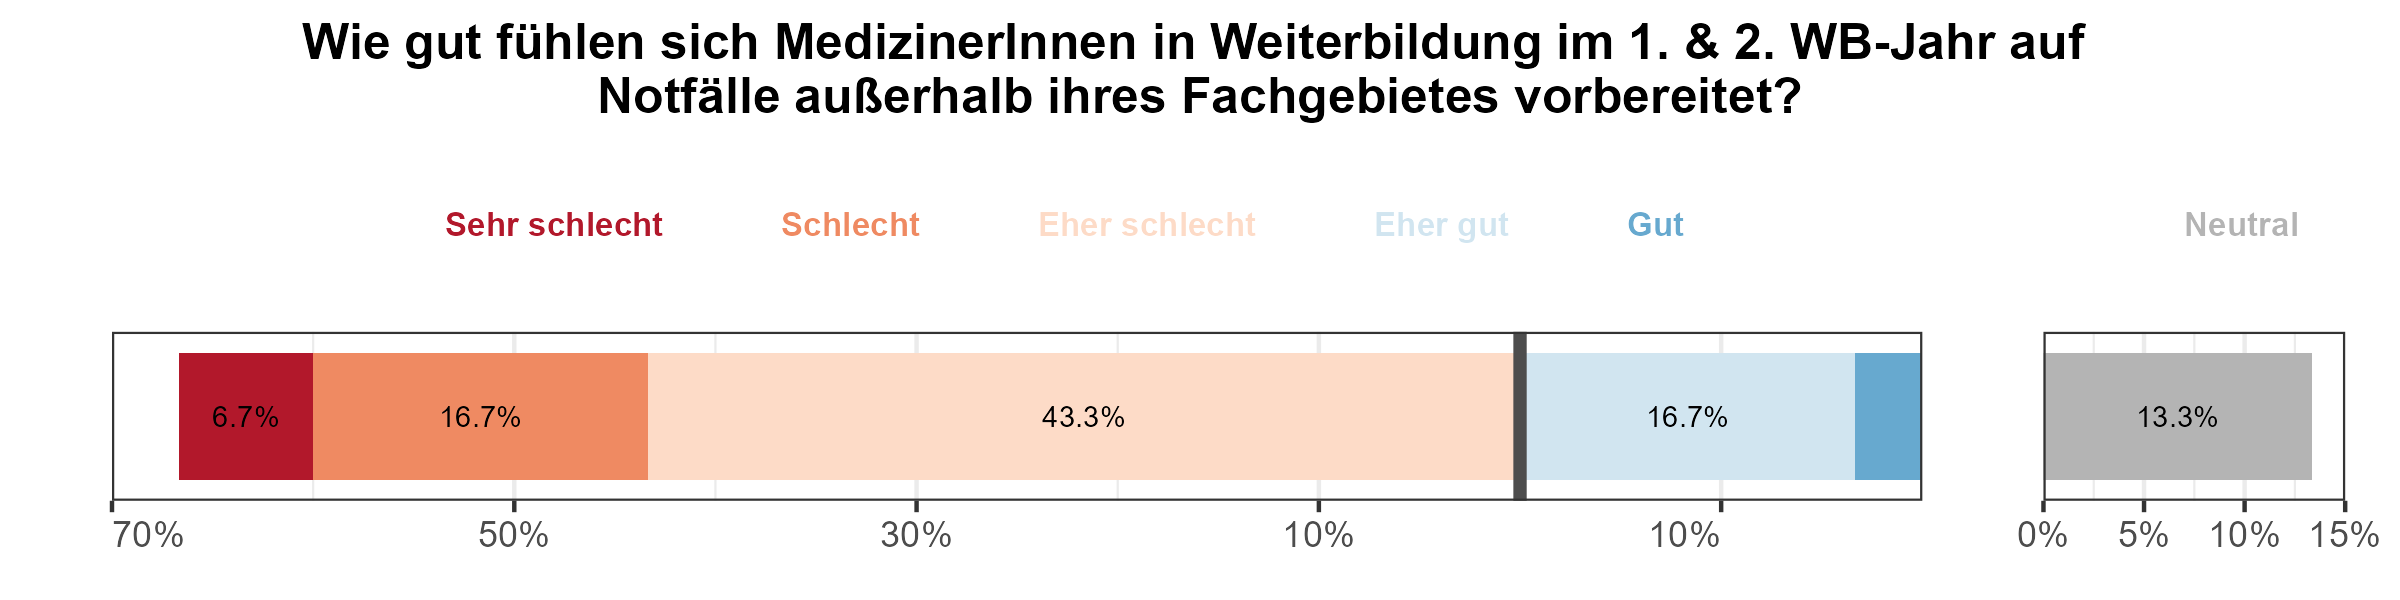 Wie gut fühlen sich MedizinerInnen in Weiterbildung im 1. & 2. WB-Jahr auf
Notfälle außerhalb ihres Fachgebietes vorbereitet?
Sehr schlecht Schlecht Eher schlecht Eher gut Gut Neutral
6.7% 16.7% 43.3% 16.7% 13.3%
70% 50% 30% 10% 10% 0% 5% 10% 15%